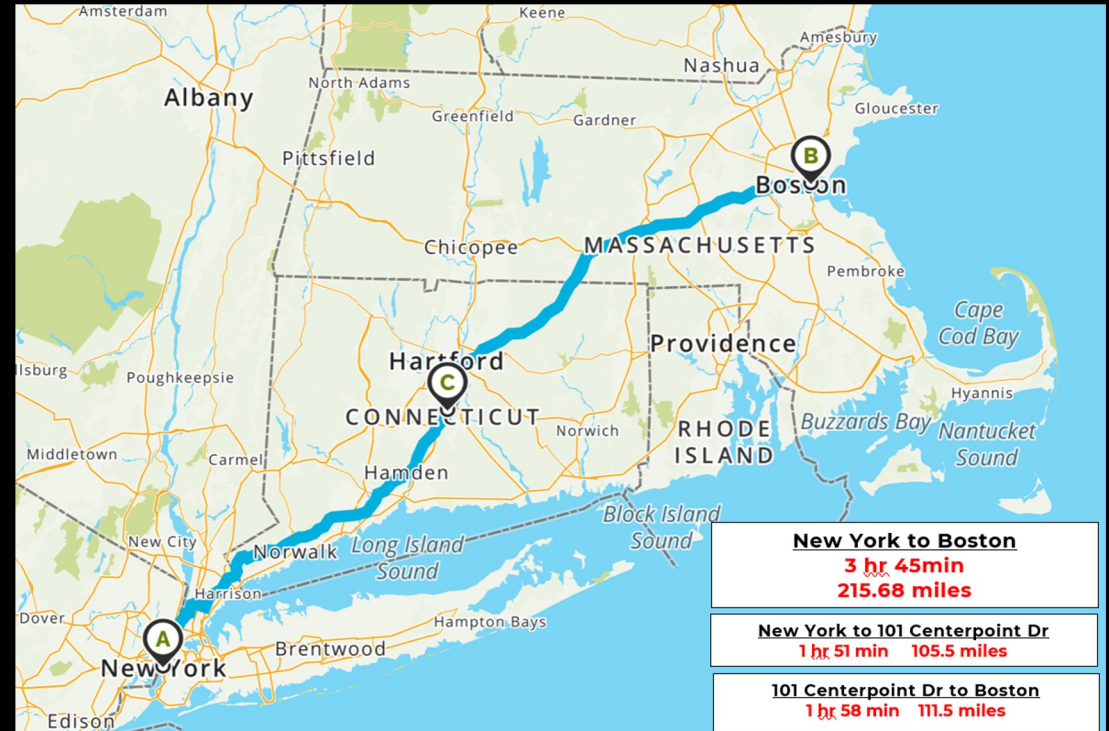 Amsterdam
Keene
Amesbury
Nashua
North Adams
Albany
Gloucester
Greenfield
Gardner
B
Pittsfield
Boston
Chicopee
MASSACHUSETTS
Pembroke
Cape
Cod Bay
Providence
Hartford
llsburg
Poughkeepsie
C
Hyannis
CONNECTICUT
Buzzards Bay
Norwich
RHODE
ISLAND
Nantucket
Sound
Middletown
Carmel
Hamden
Block Island
Sound
New City
Norwalk
Long Island
Sound
Harrison
Dover
Hampton Bays
A
Brentwood
New York
Edison
New York to Boston
3 hr 45min
215.68 miles
New York to 101 Centerpoint Dr
1 hr 51 min 105.5 miles
101 Centerpoint Dr to Boston
1 hr 58 min 111.5 miles